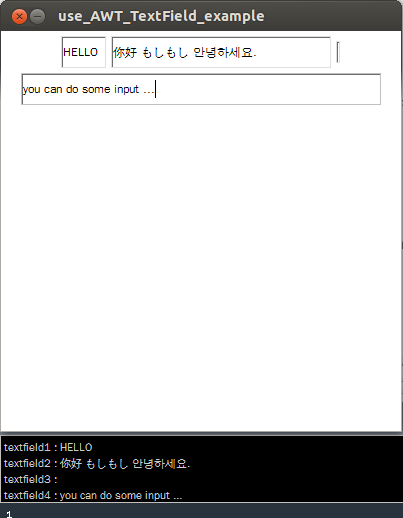 use_AWT_TextField_example
HELLO 你好 もしもし 안녕하세요.
you can do some input ...
textfield1 : HELLO
textfield2 : 你好 もしもし 안녕하세요.
textfield3 :
textfield4 : you can do some input ...
1